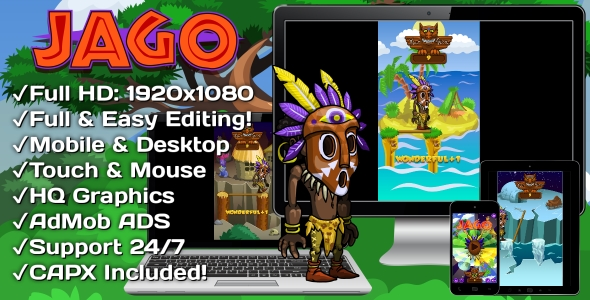 JAGO
✓Full HD: 1920x1080
✓Full & Easy Editing!
✓Mobile & Desktop
✓Touch & Mouse
✓HQ Graphics
✓AdMob ADS
✓Support 24/7
✓CAPX Included!
WONDERFUL+1
WONDERFUL+1